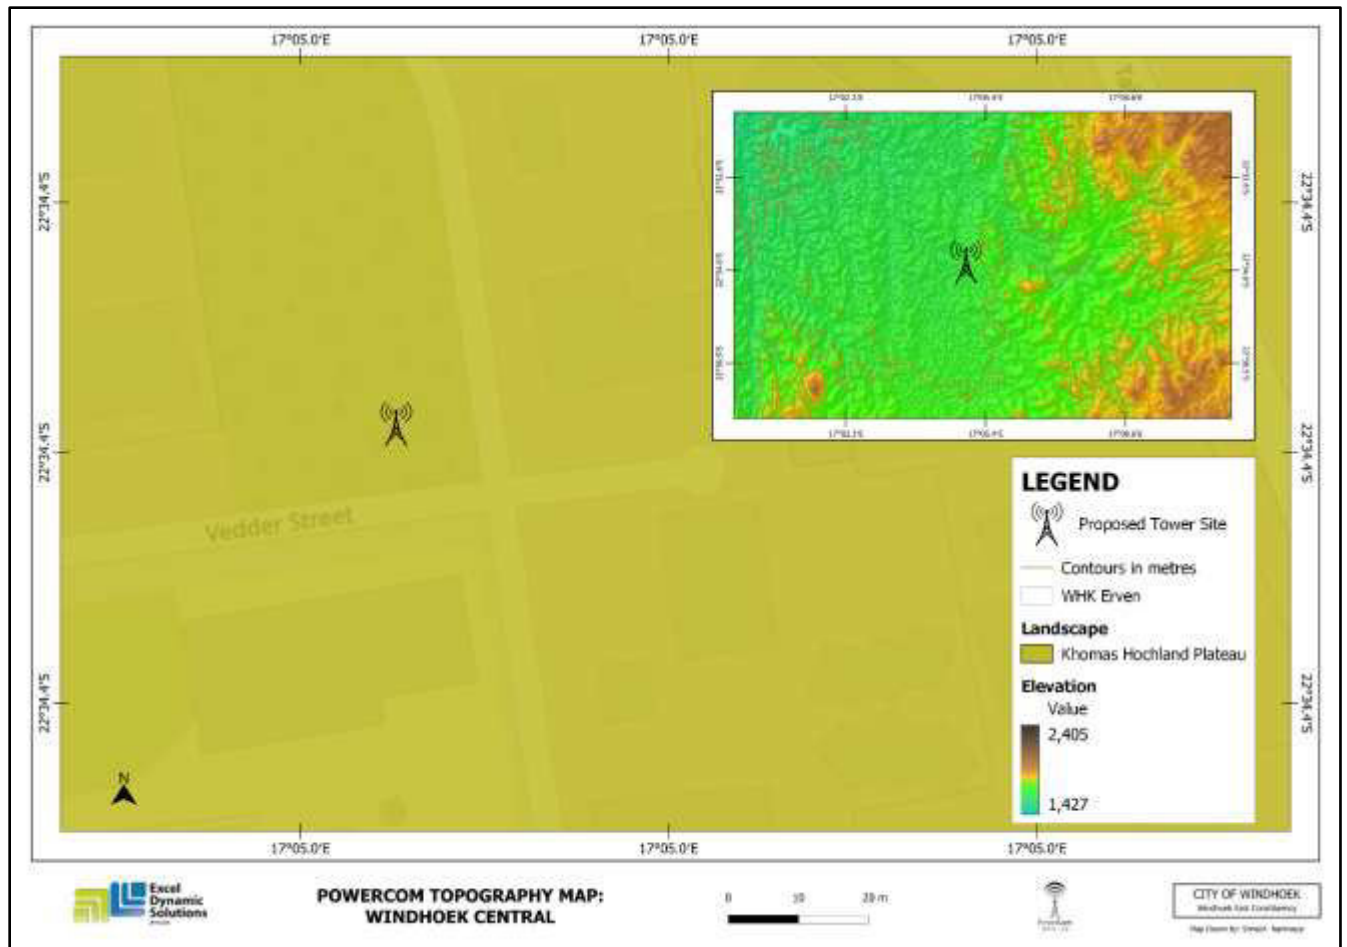 17°05.0'E 17°05.0'E 17°05.0'E
22°34.4'S
22°34.4'S
22°34.4'S
22°34.4'S
22°34.4'S
22°34.4'S
Vedder Street
LEGEND
Proposed Tower Site
Contours in metres
WHK Erven
Landscape
Khomas Hochland Plateau
Elevation
Value
2,405
1,427
N
17°05.0'E 17°05.0'E 17°05.0'E
Excel
Dynamic
Solutions
POWERCOM TOPOGRAPHY MAP:
WINDHOEK CENTRAL
0 10 20 m
CITY OF WINDHOEK
Windhoek East Constituency